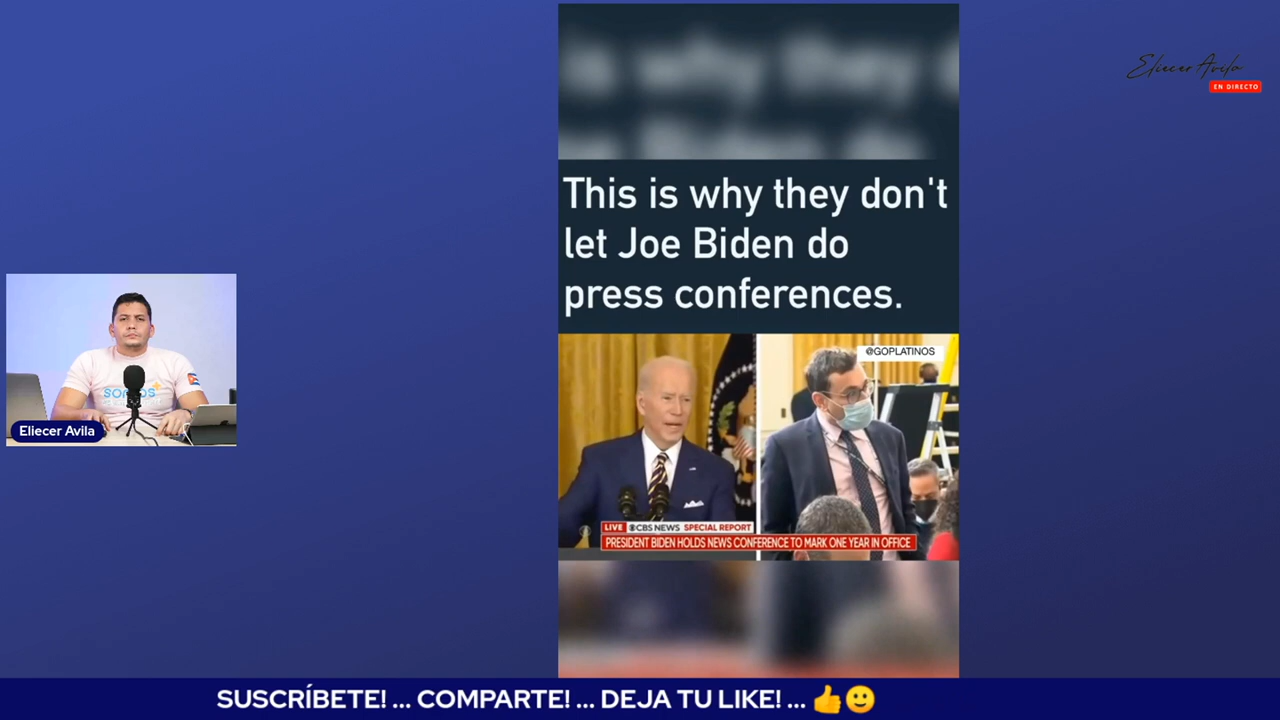 Eliecer Avila
EN DIRECTO
This is why they don't
let Joe Biden do
press conferences.
@GOPLATINOS
SOMOS
Eliecer Avila
LIVE CBS NEWS SPECIAL REPORT
PRESIDENT BIDEN HOLDS NEWS CONFERENCE TO MARK ONE YEAR IN OFFICE
SUSCRÍBETE! ... COMPARTE! ... DEJA TU LIKE! ... 👍🙂